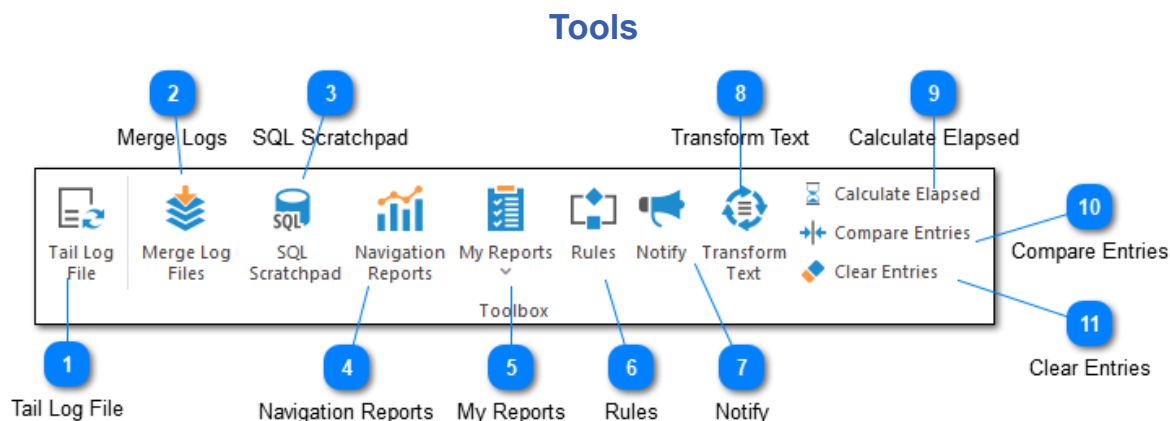 Tools
2
3
8
9
Merge Logs
SQL Scratchpad
Transform Text
Calculate Elapsed
Tail Log
File
Merge Log
Files
SQL
SQL
Scratchpad
Navigation
Reports
My Reports
Rules
Notify
Transform
Text
Calculate Elapsed
Compare Entries
Clear Entries
Toolbox
10
Compare Entries
11
Clear Entries
1
4
5
6
7
Tail Log File
Navigation Reports
My Reports
Rules
Notify